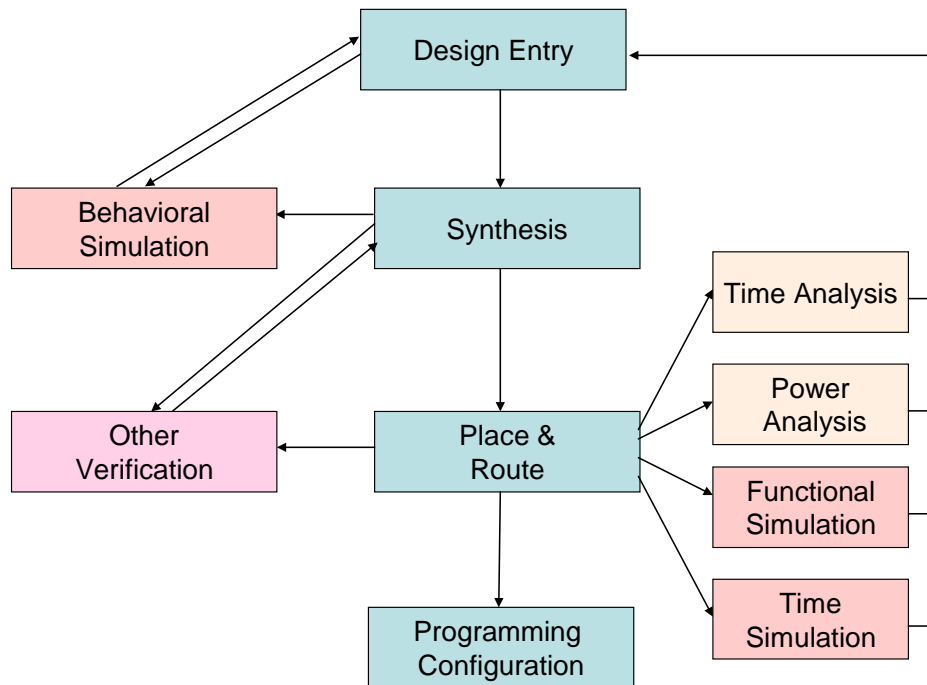 Design Entry
Behavioral
Simulation
Synthesis
Time Analysis
Power
Analysis
Other
Verification
Place &
Route
Functional
Simulation
Time
Simulation
Programming
Configuration